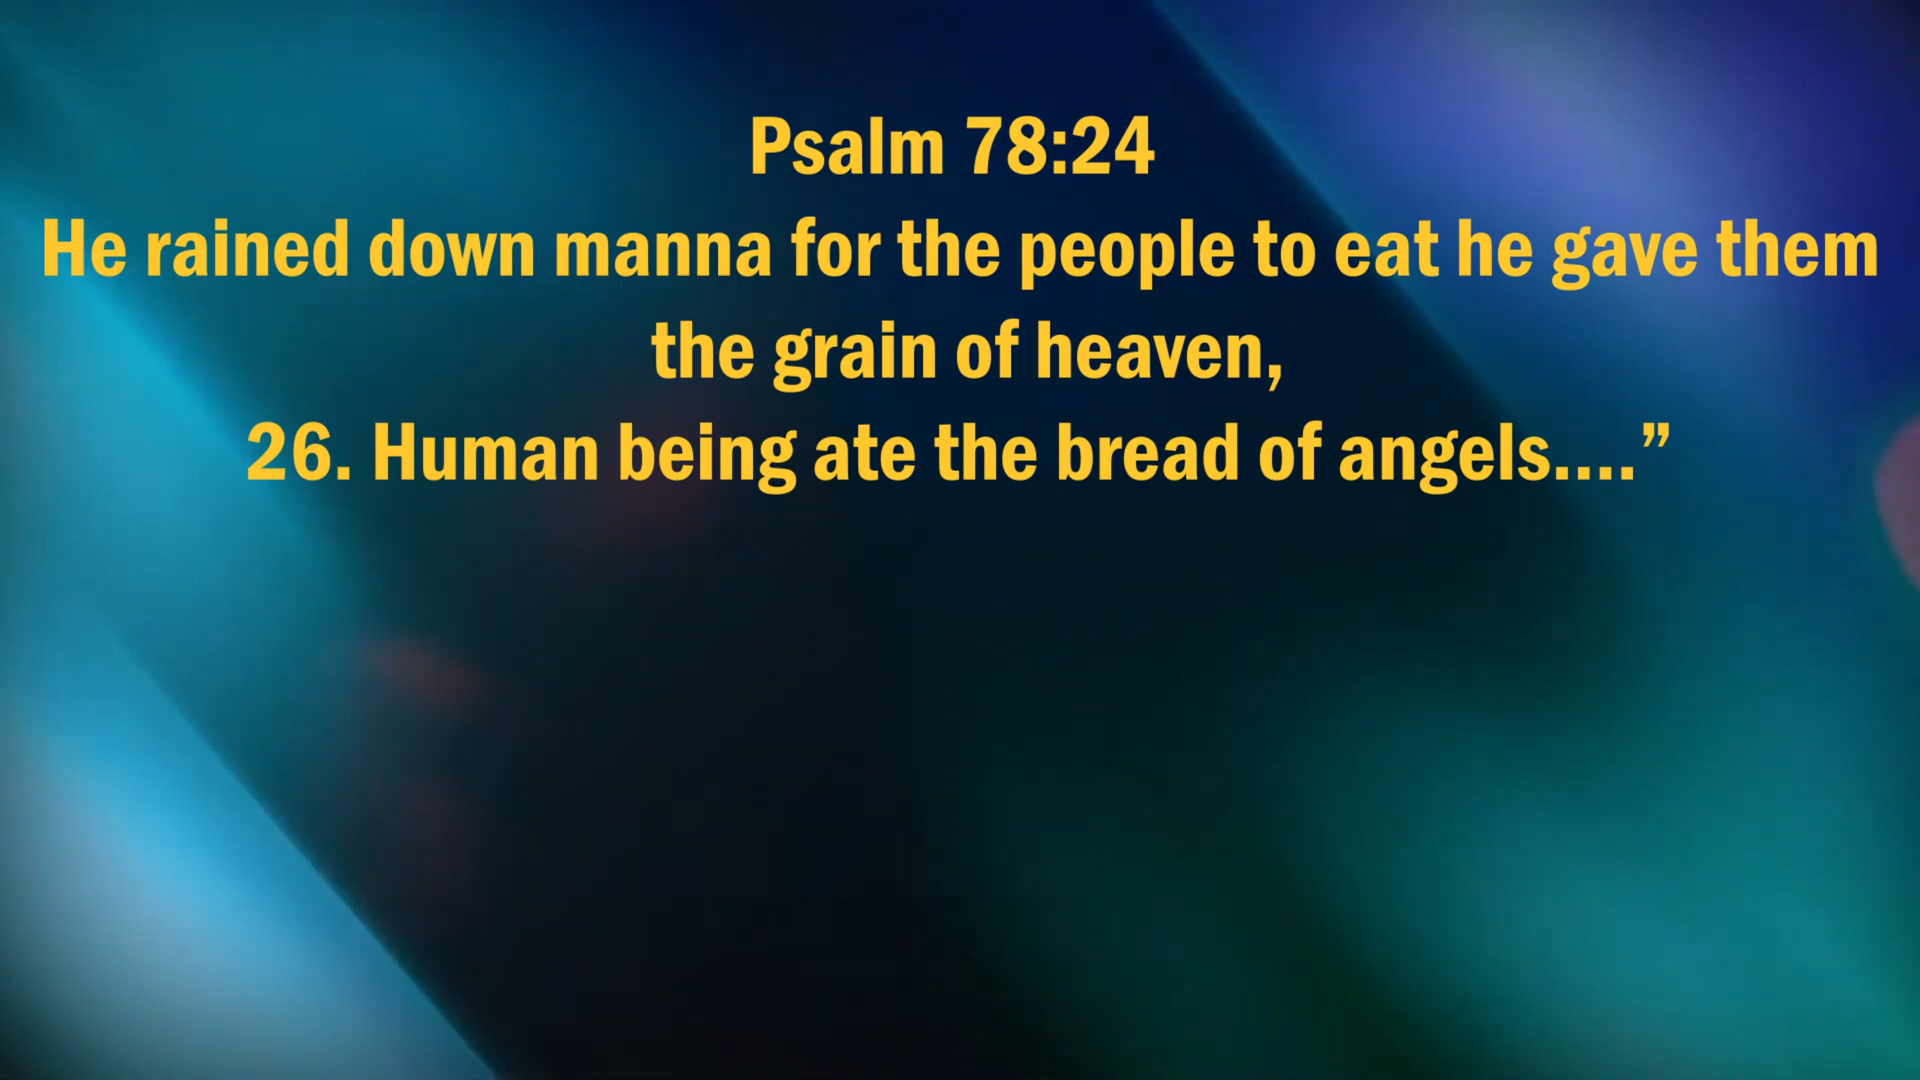 Psalm 78:24
He rained down manna for the people to eat he gave them
the grain of heaven,
26. Human being ate the bread of angels....”